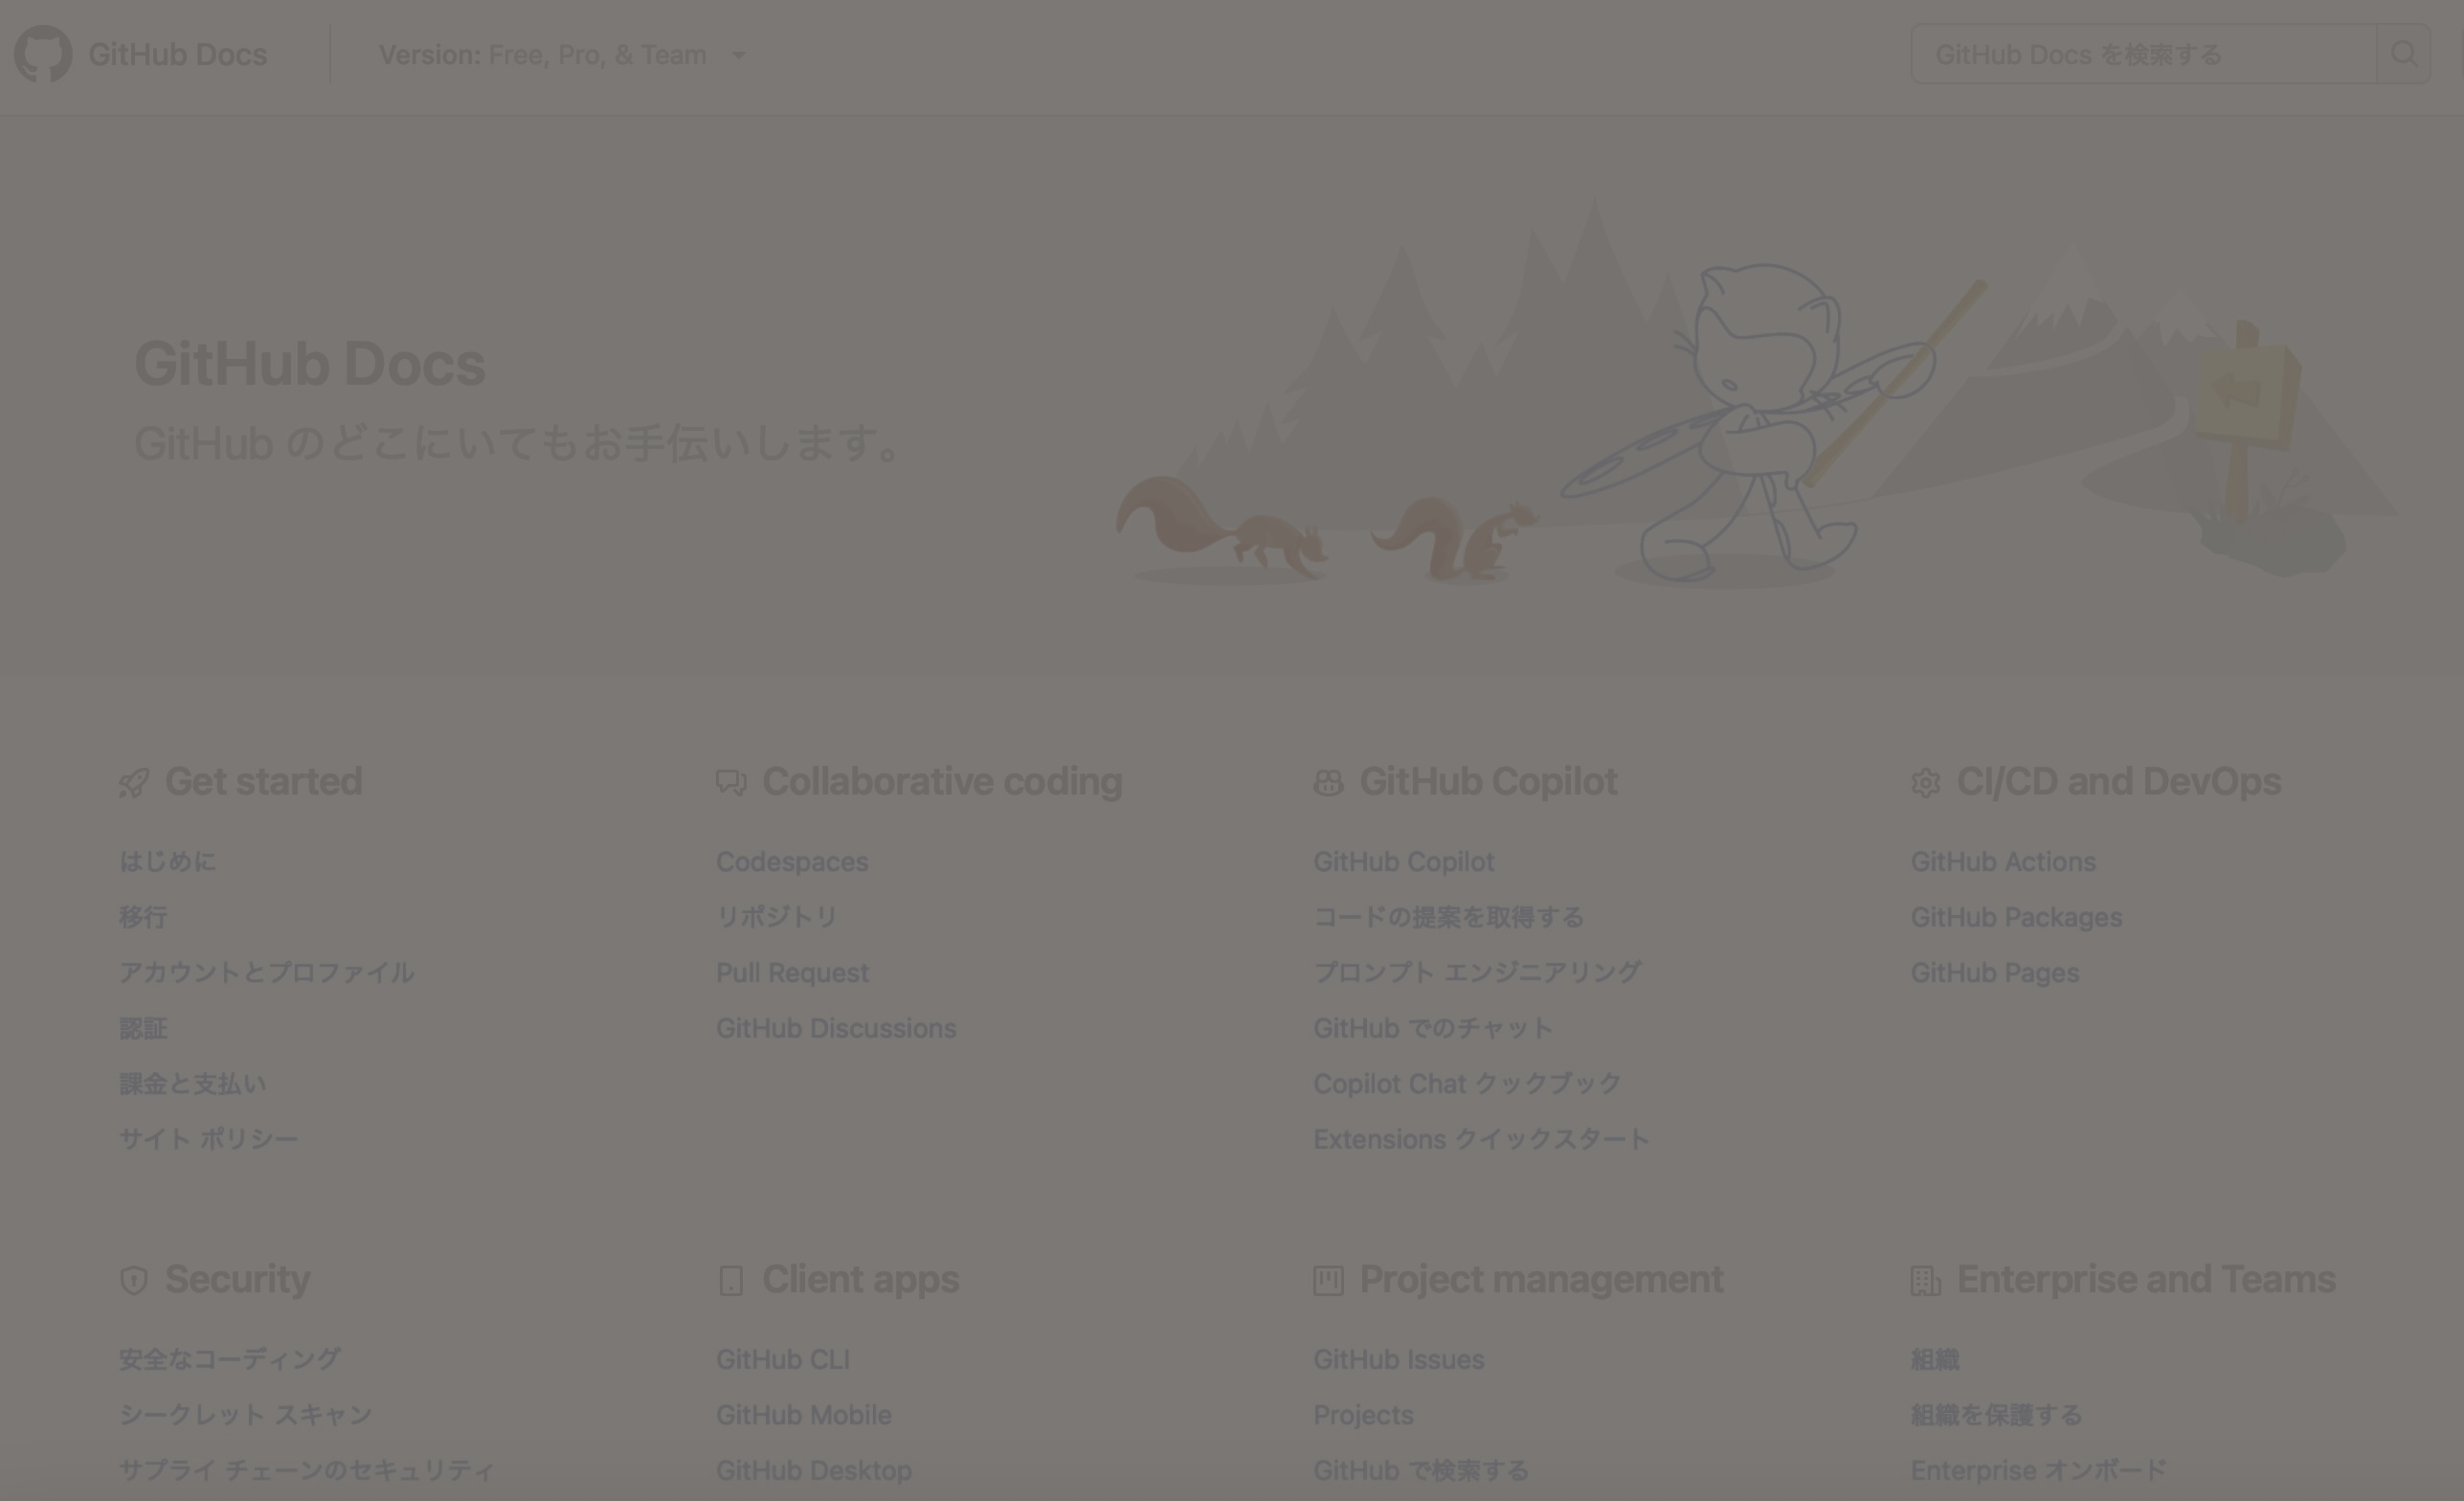 GitHub Docs
Version: Free, Pro, & Team
GitHub Docs を検索する
GitHub Docs
GitHub のどこにいてもお手伝いします。
Get started
はじめに
移行
アカウントとプロファイル
認証
課金と支払い
サイト ポリシー
Collaborative coding
Codespaces
リポジトリ
Pull Request
GitHub Discussions
GitHub Copilot
GitHub Copilot
コードの提案を取得する
プロンプト エンジニアリング
GitHub でのチャット
Copilot Chat クックブック
Extensions クイックスタート
CI/CD and DevOps
GitHub Actions
GitHub Packages
GitHub Pages
Security
安全なコーディング
シークレット スキャン
サプライ チェーンのセキュリティ
Client apps
GitHub CLI
GitHub Mobile
GitHub Desktop
Project management
GitHub Issues
Projects
GitHub で検索する
Enterprise and Teams
組織
組織を保護する
Enterprise オンボード